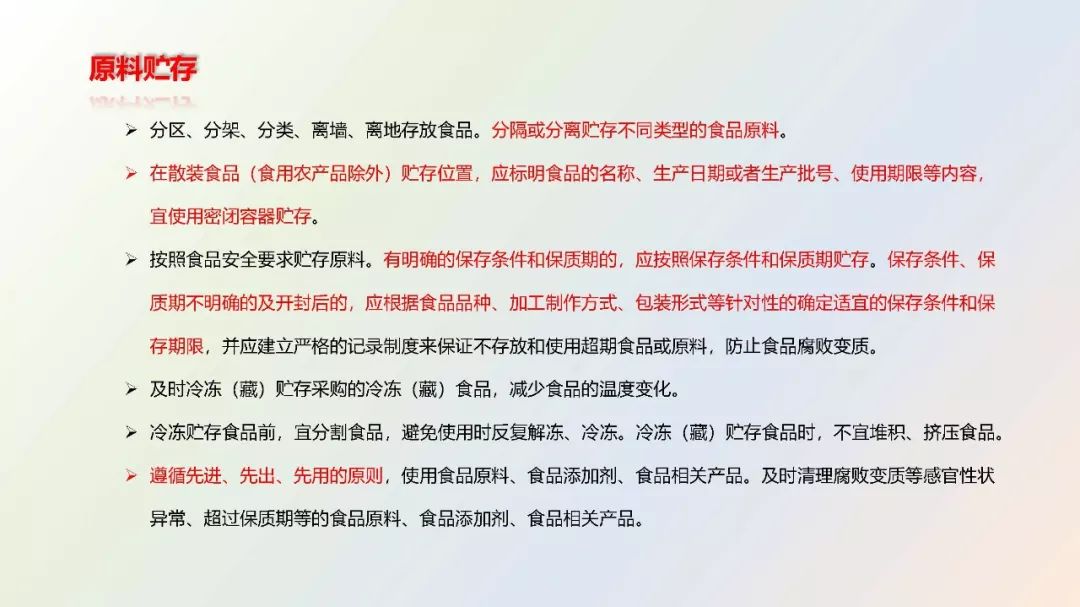 原料贮存
➢ 分区、分架、分类、离墙、离地存放食品。分隔或分离贮存不同类型的食品原料。
➢ 在散装食品（食用农产品除外）贮存位置，应标明食品的名称、生产日期或者生产批号、使用期限等内容，
宜使用密闭容器贮存。
➢ 按照食品安全要求贮存原料。有明确的保存条件和保质期的，应按照保存条件和保质期贮存。保存条件、保
质期不明确的及开封后的，应根据食品品种、加工制作方式、包装形式等针对性的确定适宜的保存条件和保
存期限，并应建立严格的记录制度来保证不存放和使用超期食品或原料，防止食品腐败变质。
➢ 及时冷冻（藏）贮存采购的冷冻（藏）食品，减少食品的温度变化。
➢ 冷冻贮存食品前，宜分割食品，避免使用时反复解冻、冷冻。冷冻（藏）贮存食品时，不宜堆积、挤压食品。
➢ 遵循先进、先出、先用的原则，使用食品原料、食品添加剂、食品相关产品。及时清理腐败变质等感官性状
异常、超过保质期等的食品原料、食品添加剂、食品相关产品。